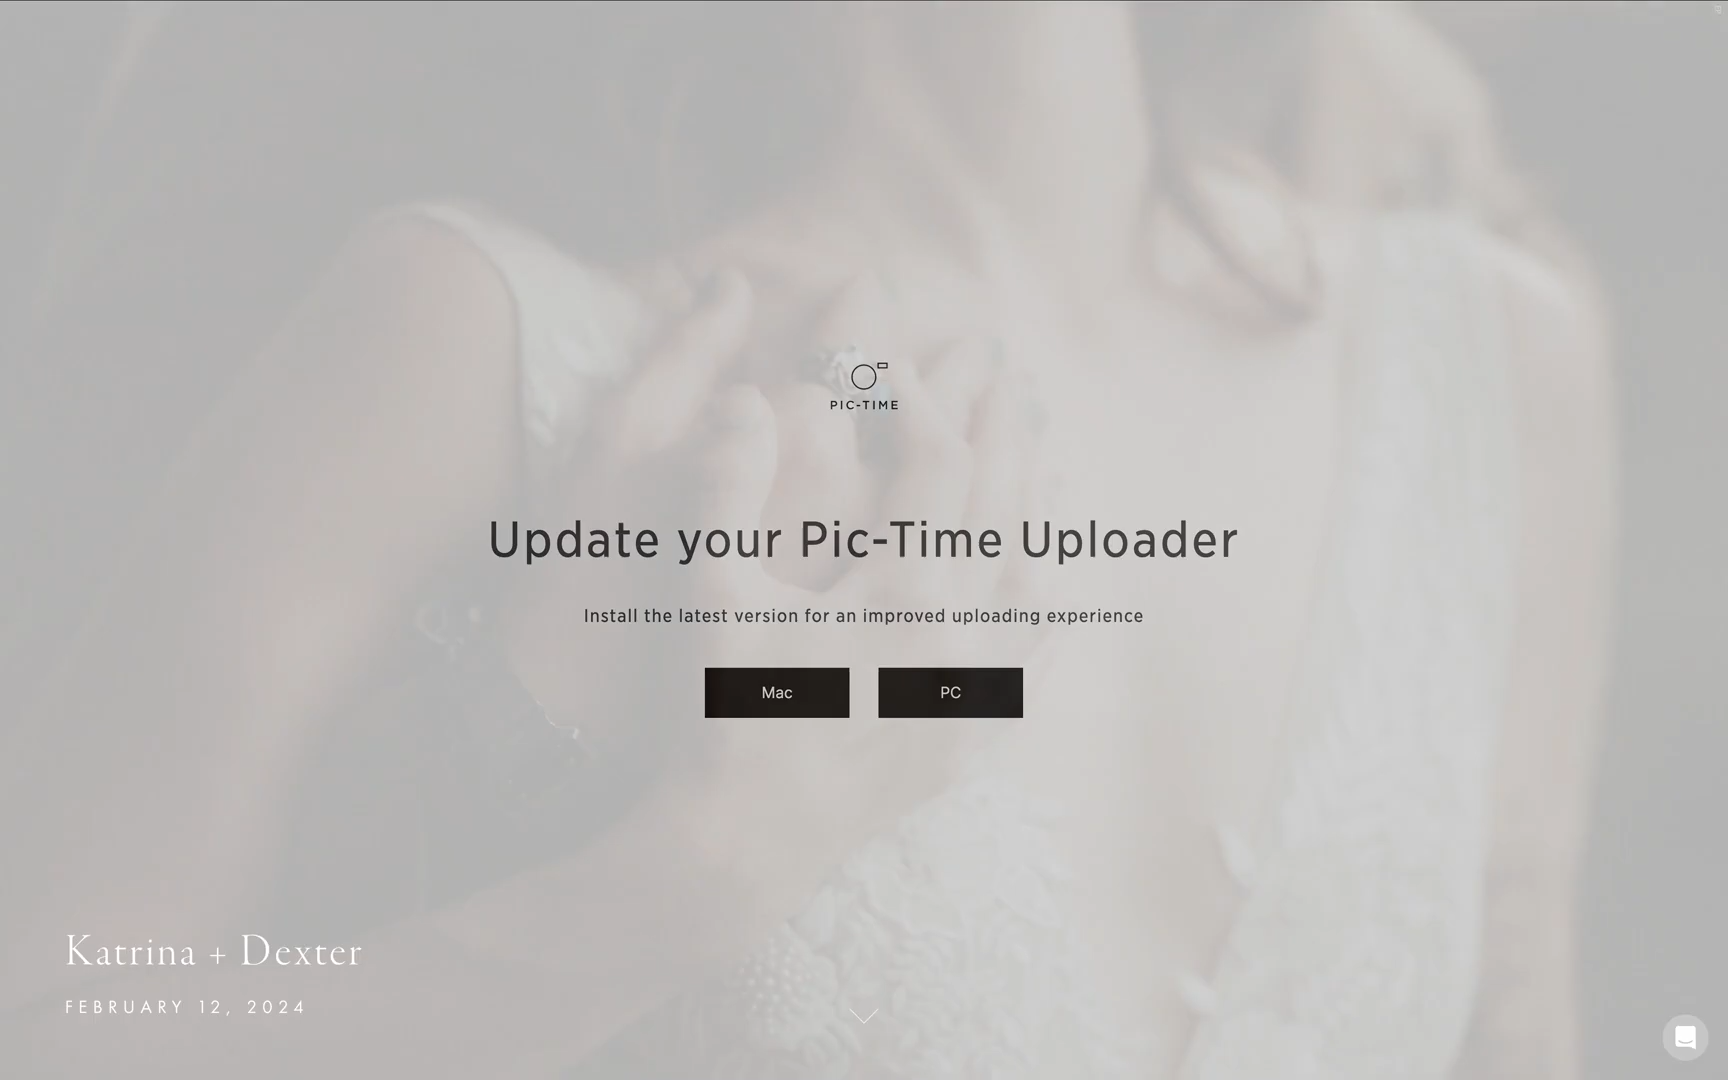 PIC-TIME
Update your Pic-Time Uploader
Install the latest version for an improved uploading experience
Mac
PC
Katrina + Dexter
FEBRUARY 12, 2024